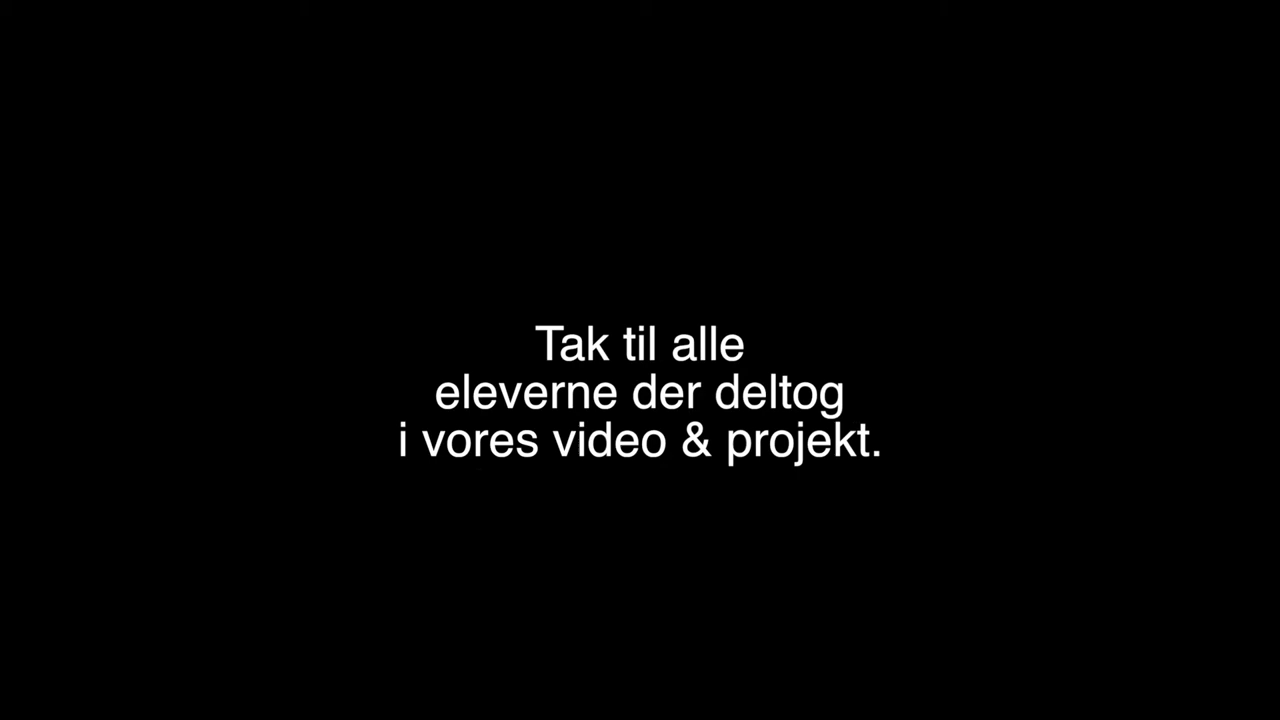 Tak til alle
eleverne der deltog
i vores video & projekt.